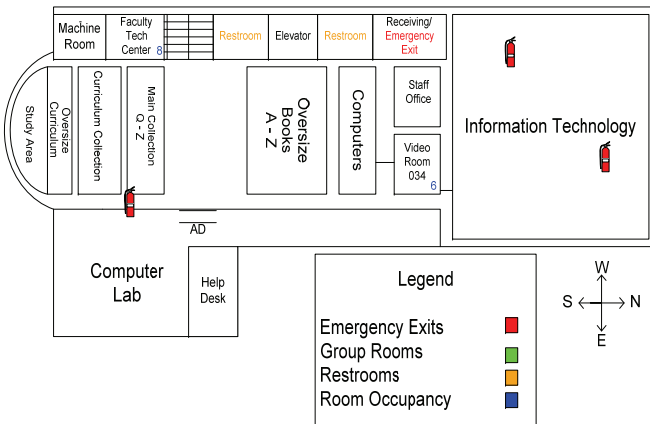 Machine
Room
Faculty
Tech
Center 8
Restroom
Elevator
Restroom
Receiving/
Emergency
Exit
Study Area
Oversize
Curriculum
Curriculum Collection
Main Collection
Q - Z
Oversize
Books
A - Z
Computers
Staff
Office
Video
Room
034
6
Information Technology
AD
Computer
Lab
Help
Desk
Legend
Emergency Exits
Group Rooms
Restrooms
Room Occupancy
W
S N
E